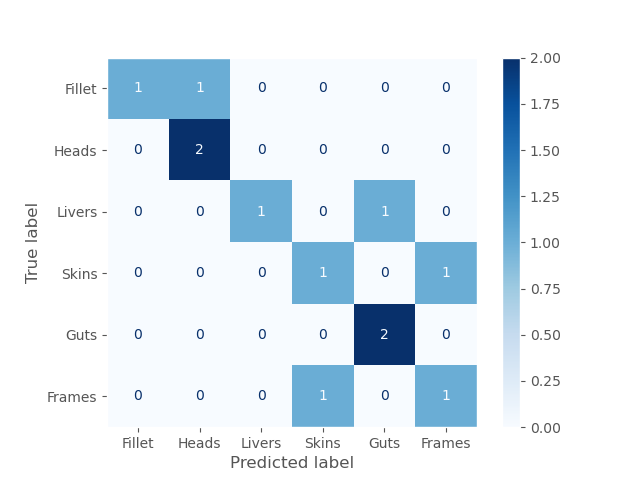 Fillet 1 1 0 0 0 0
Heads 0 2 0 0 0 0
Livers 0 0 1 0 1 0
Skins 0 0 0 1 0 1
Guts 0 0 0 0 2 0
Frames 0 0 0 1 0 1
Fillet Heads Livers Skins Guts Frames
Predicted label
True label
2.00
1.75
1.50
1.25
1.00
0.75
0.50
0.25
0.00